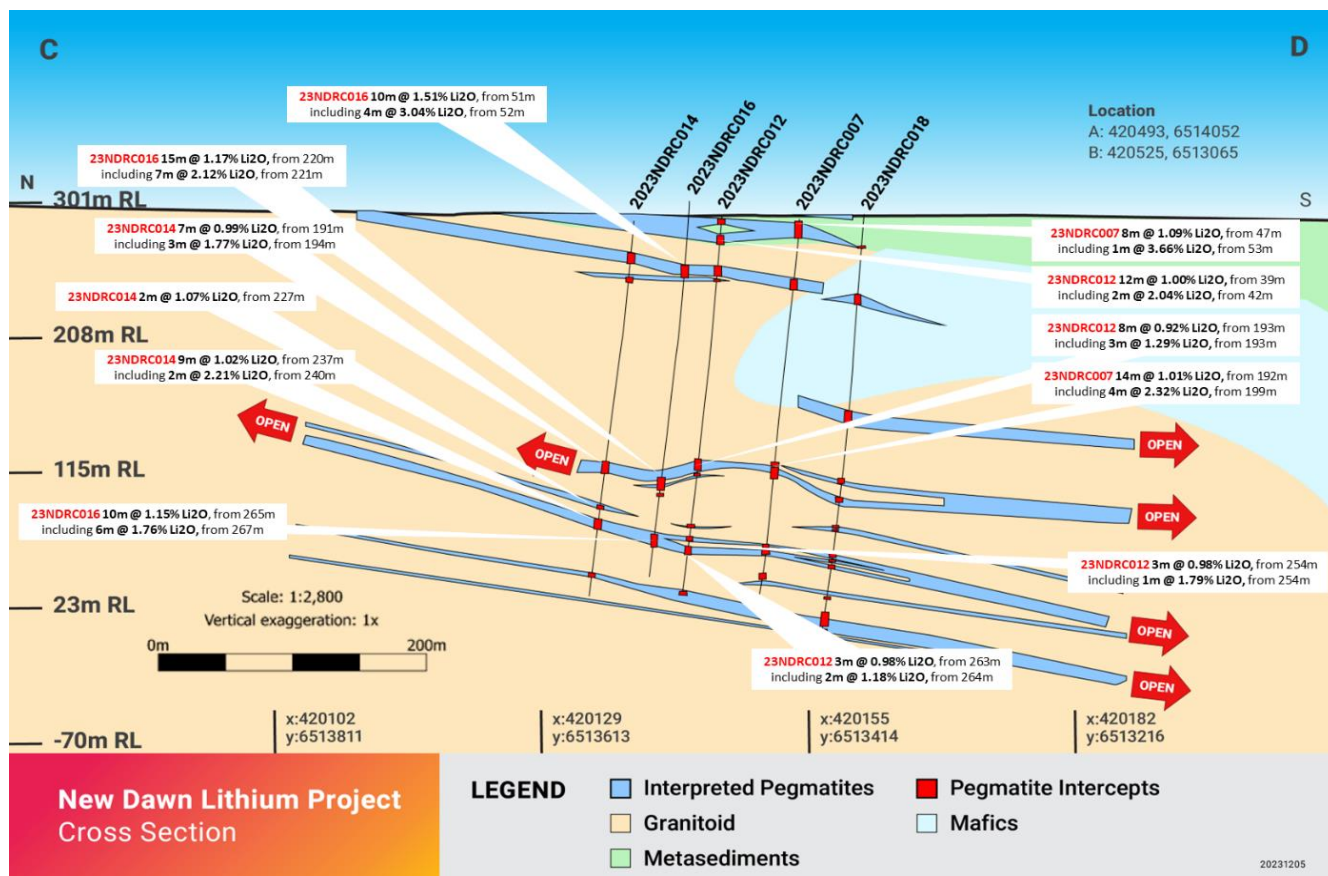 C
D
23NDRC016 10m @ 1.51% Li2O, from 51m
including 4m @ 3.04% Li2O, from 52m
Location
A: 420493, 6514052
B: 420525, 6513065
2023NDRC014
2023NDRC016
2023NDRC012
2023NDRC007
2023NDRC018
23NDRC016 15m @ 1.17% Li2O, from 220m
including 7m @ 2.12% Li2O, from 221m
N
S
301m RL
23NDRC014 7m @ 0.99% Li2O, from 191m
including 3m @ 1.77% Li2O, from 194m
23NDRC007 8m @ 1.09% Li2O, from 47m
including 1m @ 3.66% Li2O, from 53m
23NDRC012 12m @ 1.00% Li2O, from 39m
including 2m @ 2.04% Li2O, from 42m
23NDRC014 2m @ 1.07% Li2O, from 227m
23NDRC012 8m @ 0.92% Li2O, from 193m
including 3m @ 1.29% Li2O, from 193m
208m RL
23NDRC014 9m @ 1.02% Li2O, from 237m
including 2m @ 2.21% Li2O, from 240m
23NDRC007 14m @ 1.01% Li2O, from 192m
including 4m @ 2.32% Li2O, from 199m
OPEN
OPEN
OPEN
115m RL
OPEN
23NDRC016 10m @ 1.15% Li2O, from 265m
including 6m @ 1.76% Li2O, from 267m
23NDRC012 3m @ 0.98% Li2O, from 254m
including 1m @ 1.79% Li2O, from 254m
23m RL
Scale: 1:2,800
Vertical exaggeration: 1x
0m
200m
OPEN
23NDRC012 3m @ 0.98% Li2O, from 263m
including 2m @ 1.18% Li2O, from 264m
OPEN
x:420102
y:6513811
x:420129
y:6513613
x:420155
y:6513414
x:420182
y:6513216
-70m RL
New Dawn Lithium Project
Cross Section
LEGEND
Interpreted Pegmatites
Pegmatite Intercepts
Granitoid
Mafics
Metasediments
20231205